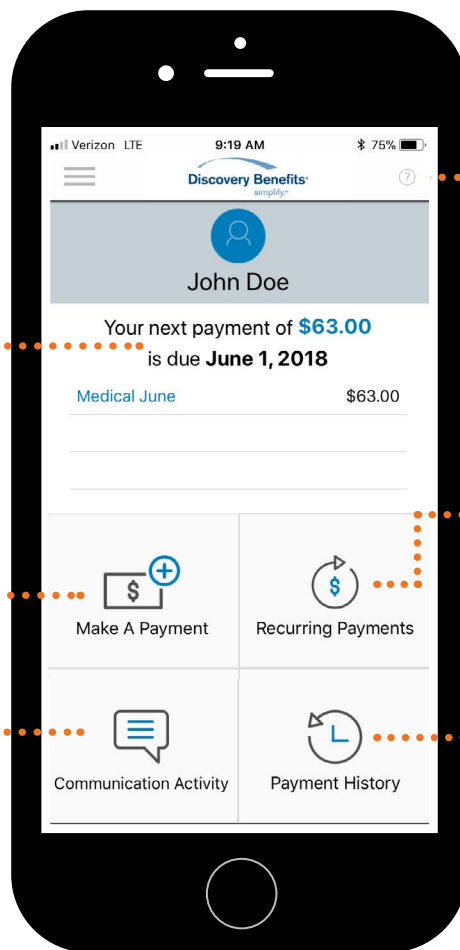 Verizon LTE 9:19 AM 75%
Discovery Benefits®
simplify.™
?
John Doe
Your next payment of $63.00
is due June 1, 2018
Medical June $63.00
$ $
Make A Payment Recurring Payments
Communication Activity Payment History